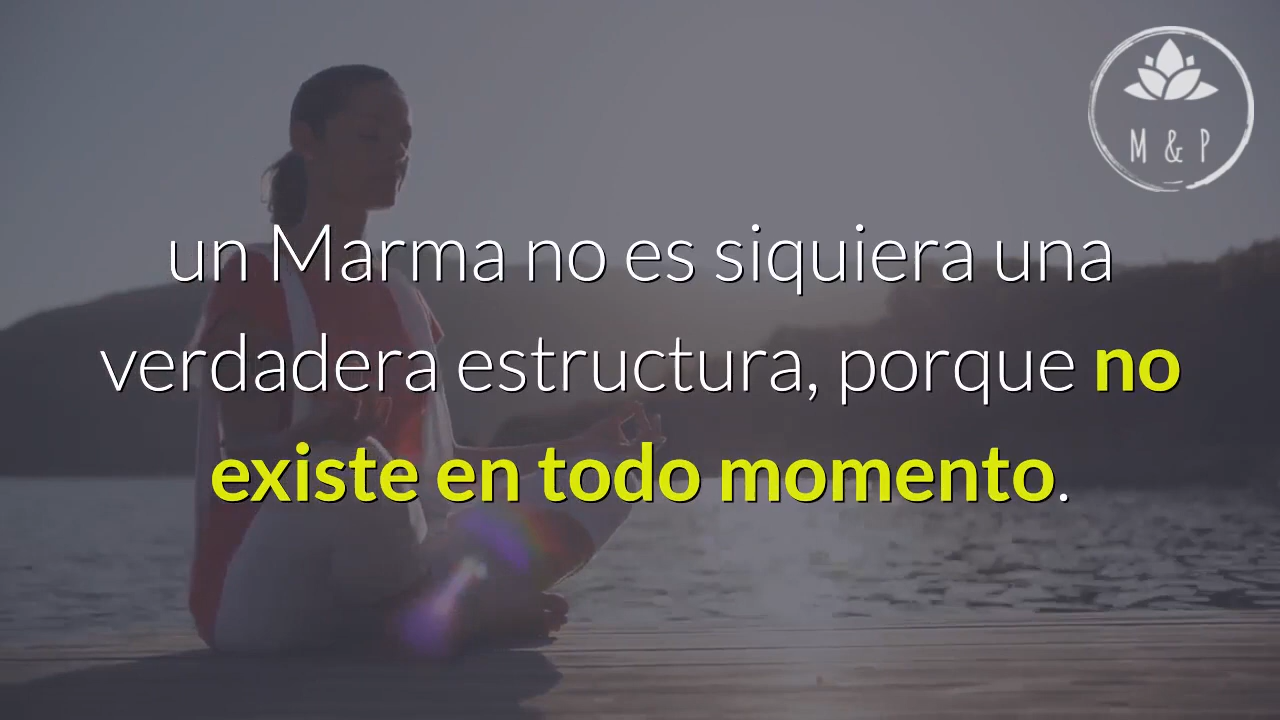 M & P
un Marma no es siquiera una
verdadera estructura, porque no
existe en todo momento.